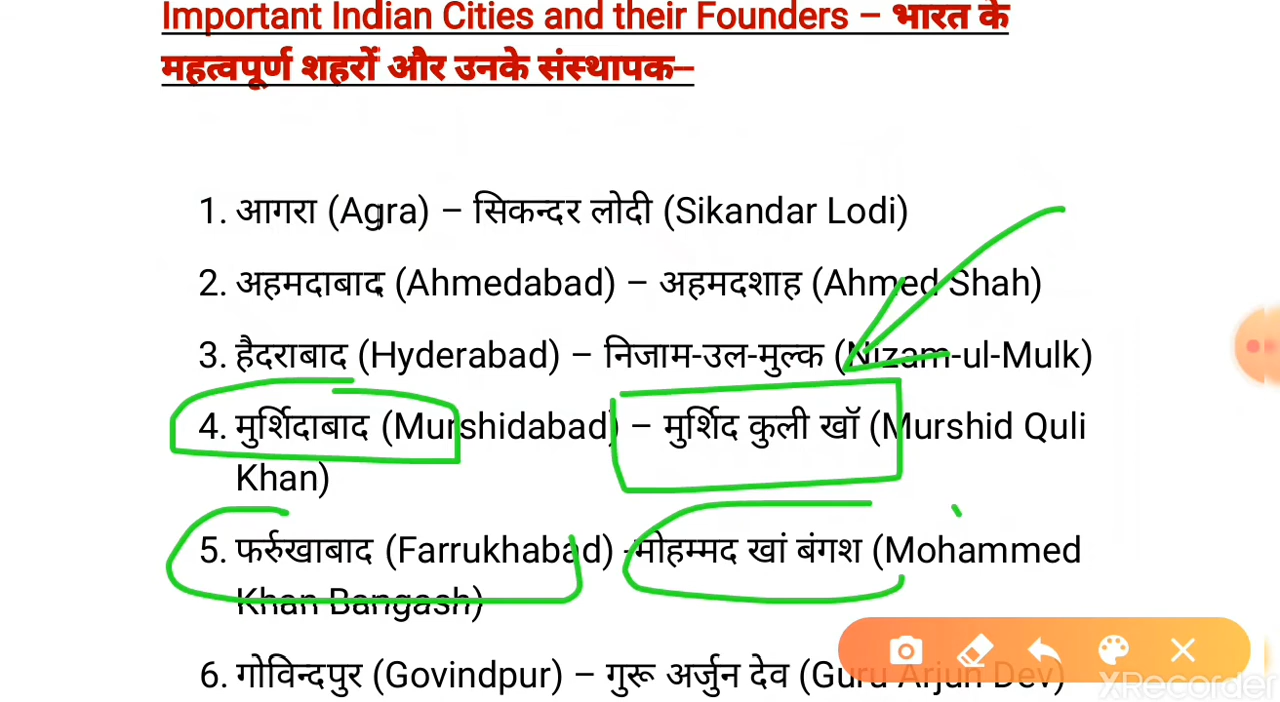 Important Indian Cities and their Founders – भारत के
महत्वपूर्ण शहरों और उनके संस्थापक–
1. आगरा (Agra) – सिकन्दर लोदी (Sikandar Lodi)
2. अहमदाबाद (Ahmedabad) – अहमदशाह (Ahmed Shah)
3. हैदराबाद (Hyderabad) – निजाम-उल-मुल्क (Nizam-ul-Mulk)
4. मुर्शिदाबाद (Murshidabad) – मुर्शिद कुली खॉ (Murshid Quli
Khan)
5. फर्रुखाबाद (Farrukhabad) -मोहम्मद खां बंगश (Mohammed
Khan Bangash)
6. गोविन्दपुर (Govindpur) – गुरू अर्जुन देव (Guru Arjun Dev)
XRecorder